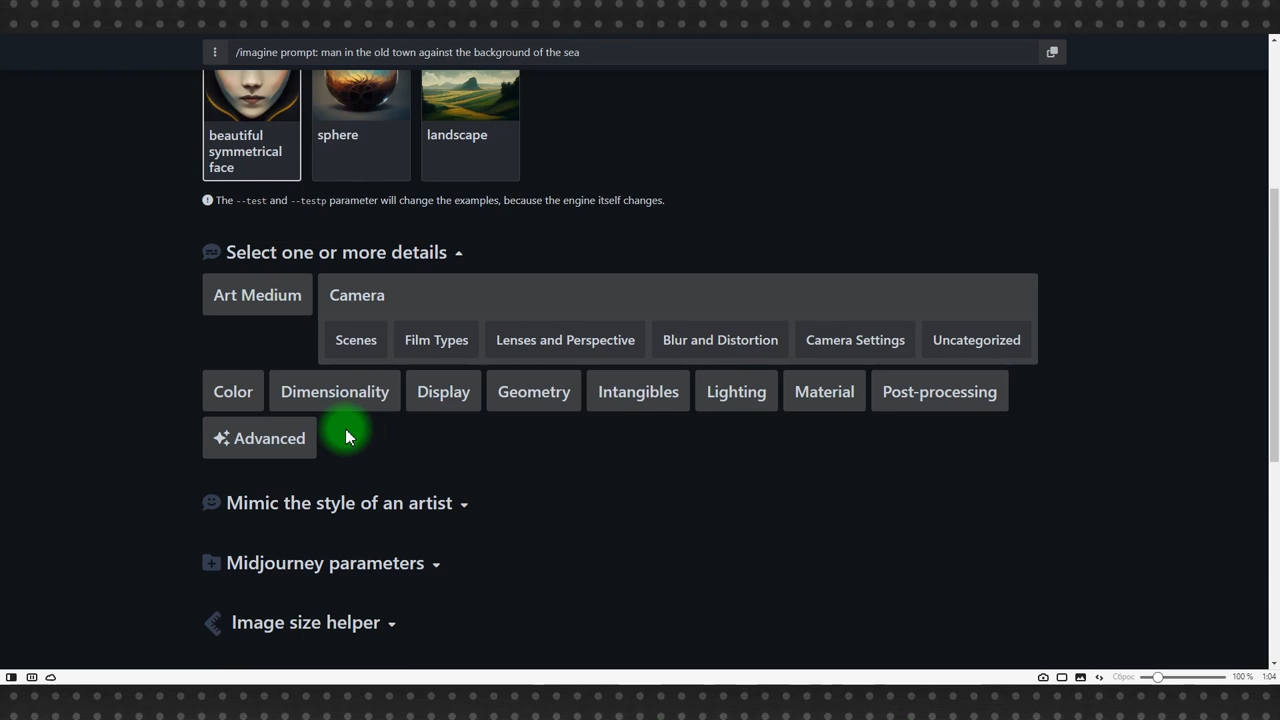 /imagine prompt: man in the old town against the background of the sea
beautiful symmetrical face
sphere
landscape
The --test and --testp parameter will change the examples, because the engine itself changes.
Select one or more details
Art Medium
Camera
Scenes
Film Types
Lenses and Perspective
Blur and Distortion
Camera Settings
Uncategorized
Color
Dimensionality
Display
Geometry
Intangibles
Lighting
Material
Post-processing
Advanced
Mimic the style of an artist
Midjourney parameters
Image size helper
Сброс
100 %
1:04